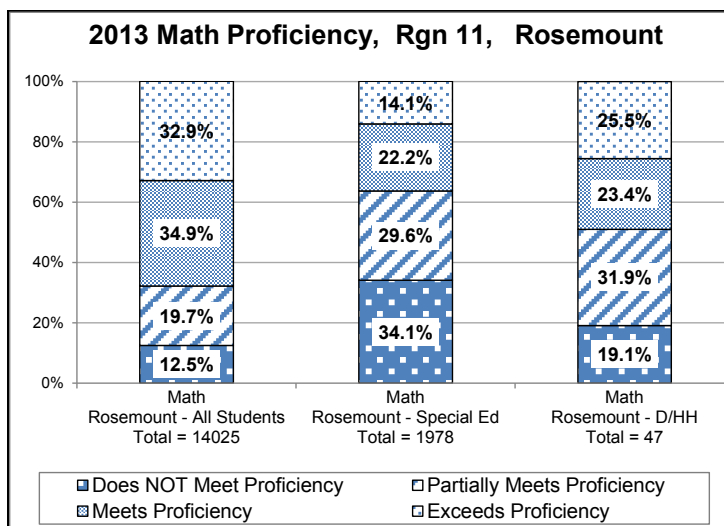 2013 Math Proficiency, Rgn 11, Rosemount
100%
80%
60%
40%
20%
0%
32.9%
34.9%
19.7%
12.5%
14.1%
22.2%
29.6%
34.1%
25.5%
23.4%
31.9%
19.1%
Math
Rosemount - All Students
Total = 14025
Math
Rosemount - Special Ed
Total = 1978
Math
Rosemount - D/HH
Total = 47
Does NOT Meet Proficiency
Partially Meets Proficiency
Meets Proficiency
Exceeds Proficiency